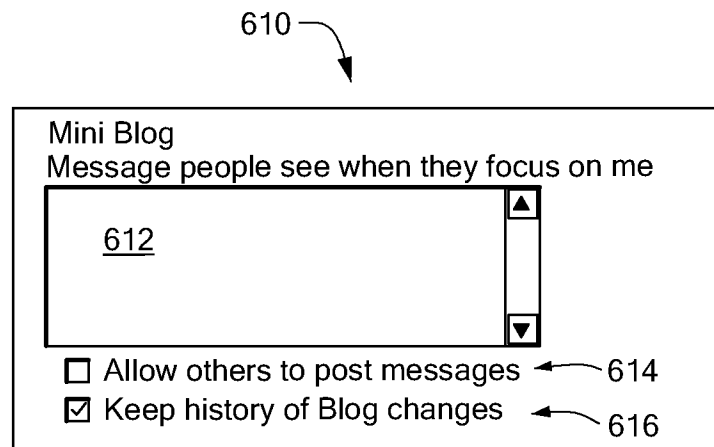 610
Mini Blog
Message people see when they focus on me
612
Allow others to post messages 614
Keep history of Blog changes 616